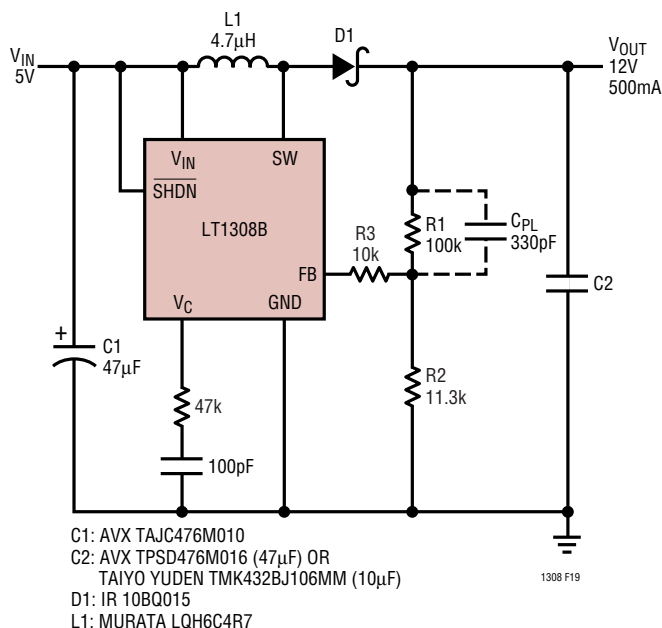 L1
4.7µH
D1
VIN
5V
VOUT
12V
500mA
VIN
SW
SHDN
LT1308B
FB
VC
GND
R3
10k
R1
100k
CPL
330pF
C2
+
C1
47µF
R2
11.3k
47k
100pF
C1: AVX TAJC476M010
C2: AVX TPSD476M016 (47µF) OR
TAIYO YUDEN TMK432BJ106MM (10µF)
D1: IR 10BQ015
L1: MURATA LQH6C4R7
1308 F19